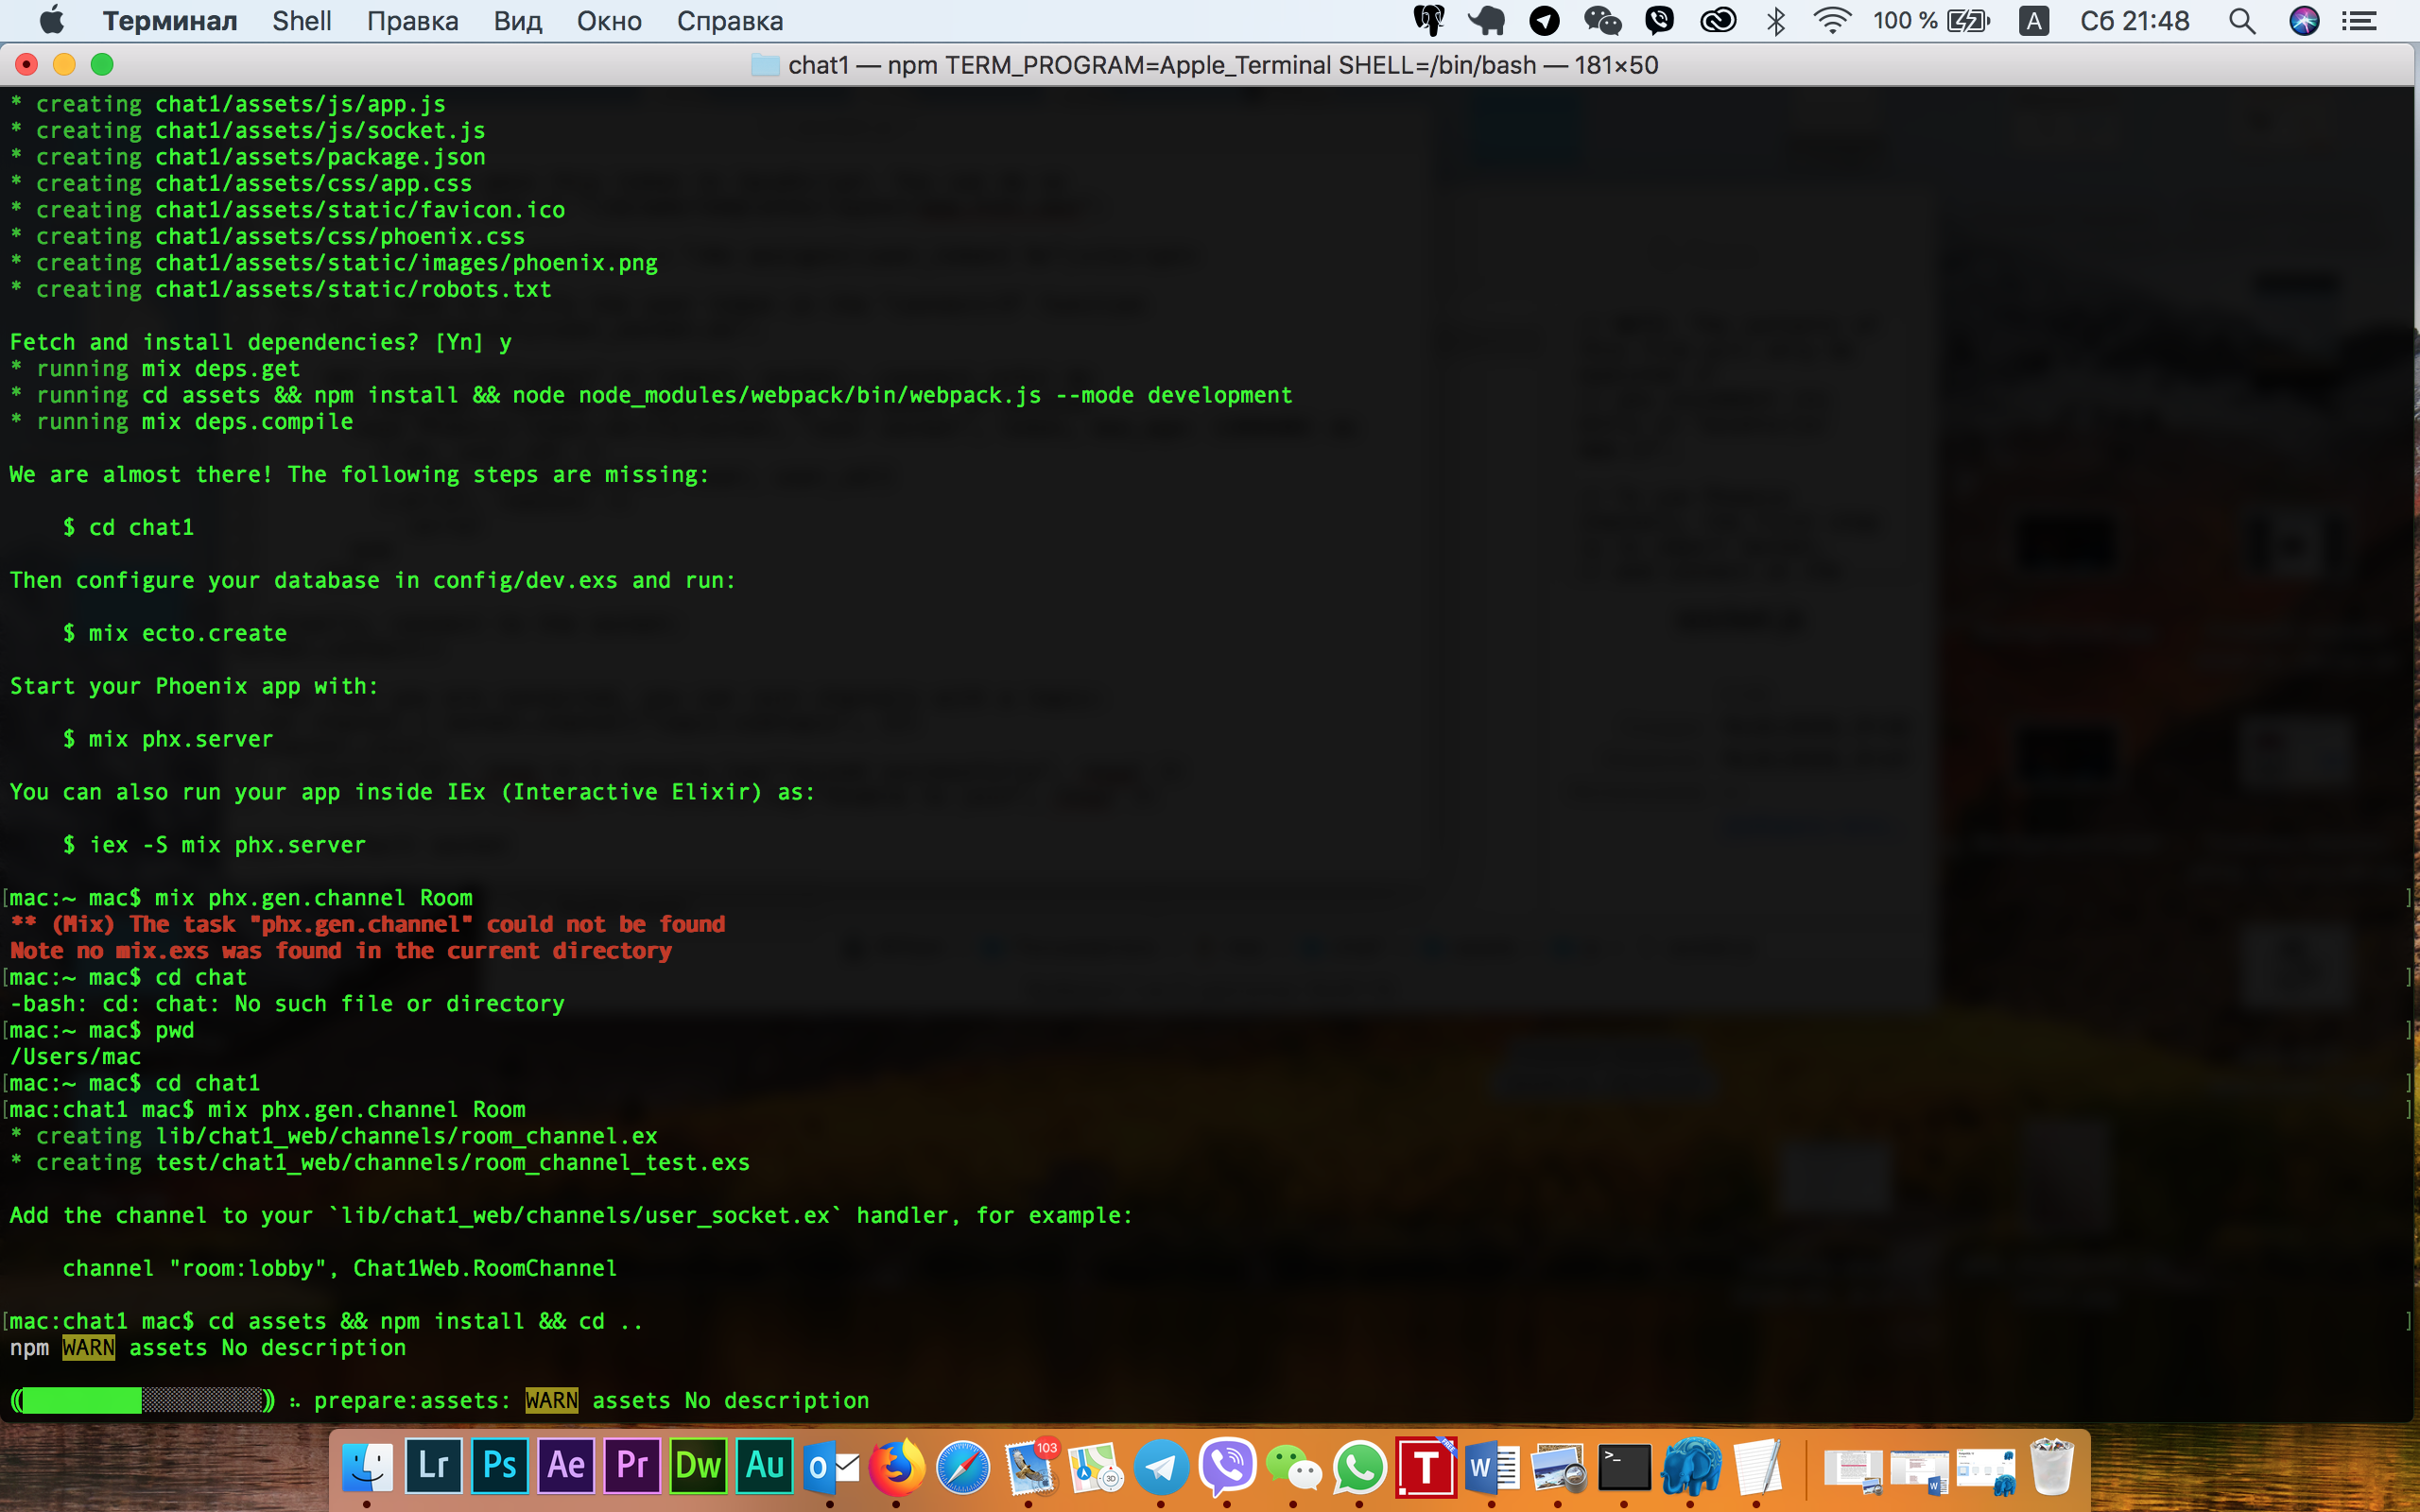 Терминал Shell Правка Вид Окно Справка 100 % A Сб 21:48
chat1 — npm TERM_PROGRAM=Apple_Terminal SHELL=/bin/bash — 181×50
* creating chat1/assets/js/app.js
* creating chat1/assets/js/socket.js
* creating chat1/assets/package.json
* creating chat1/assets/css/app.css
* creating chat1/assets/static/favicon.ico
* creating chat1/assets/css/phoenix.css
* creating chat1/assets/static/images/phoenix.png
* creating chat1/assets/static/robots.txt
Fetch and install dependencies? [Yn] y
* running mix deps.get
* running cd assets && npm install && node node_modules/webpack/bin/webpack.js --mode development
* running mix deps.compile
We are almost there! The following steps are missing:
$ cd chat1
Then configure your database in config/dev.exs and run:
$ mix ecto.create
Start your Phoenix app with:
$ mix phx.server
You can also run your app inside IEx (Interactive Elixir) as:
$ iex -S mix phx.server
[mac:~ mac$ mix phx.gen.channel Room ]
** (Mix) The task "phx.gen.channel" could not be found
Note no mix.exs was found in the current directory
[mac:~ mac$ cd chat ]
-bash: cd: chat: No such file or directory
[mac:~ mac$ pwd ]
/Users/mac
[mac:~ mac$ cd chat1 ]
[mac:chat1 mac$ mix phx.gen.channel Room ]
* creating lib/chat1_web/channels/room_channel.ex
* creating test/chat1_web/channels/room_channel_test.exs
Add the channel to your `lib/chat1_web/channels/user_socket.ex` handler, for example:
channel "room:lobby", Chat1Web.RoomChannel
[mac:chat1 mac$ cd assets && npm install && cd .. ]
npm WARN assets No description
prepare:assets: WARN assets No description
Lr Ps Ae Pr Dw Au 103 3D T W